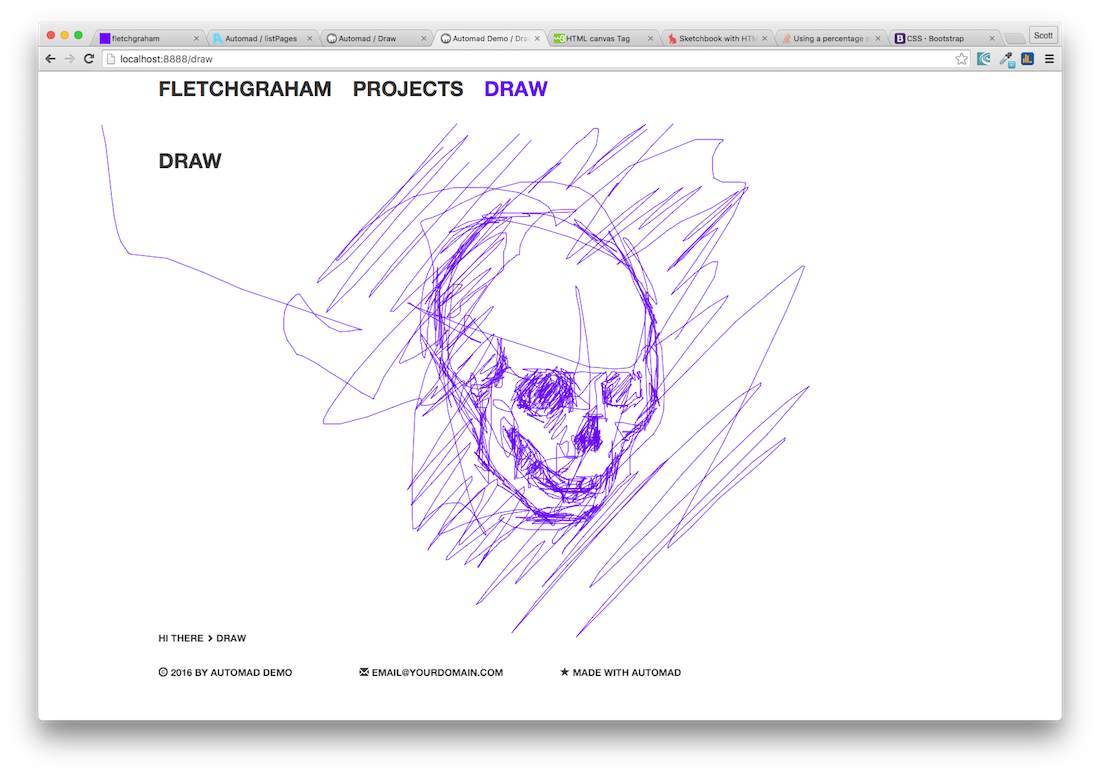 fletchgraham
Automad / listPages
Automad / Draw
Automad Demo / Dra
HTML canvas Tag
Sketchbook with HTM
Using a percentage m
CSS · Bootstrap
Scott
localhost:8888/draw
FLETCHGRAHAM PROJECTS DRAW
DRAW
HI THERE > DRAW
© 2016 BY AUTOMAD DEMO EMAIL@YOURDOMAIN.COM ★ MADE WITH AUTOMAD